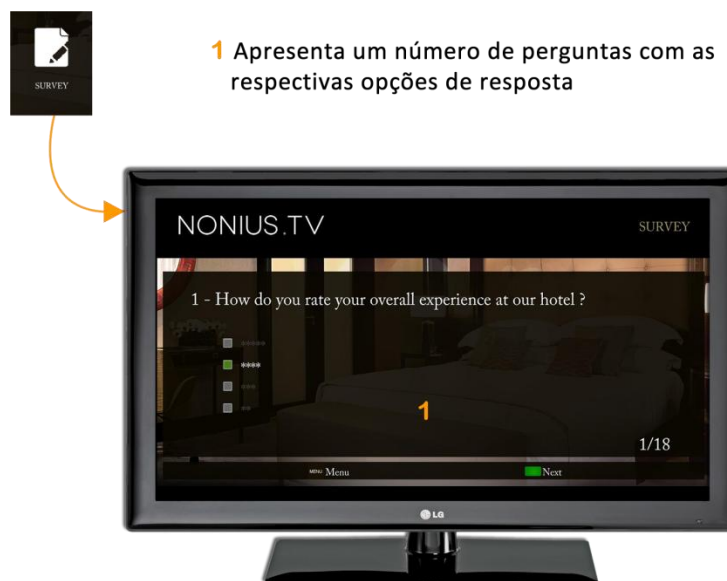 SURVEY
1 Apresenta um número de perguntas com as
respectivas opções de resposta
NONIUS.TV
SURVEY
1 - How do you rate your overall experience at our hotel ?
*****
****
***
**
1
1/18
MENU Menu
Next
LG